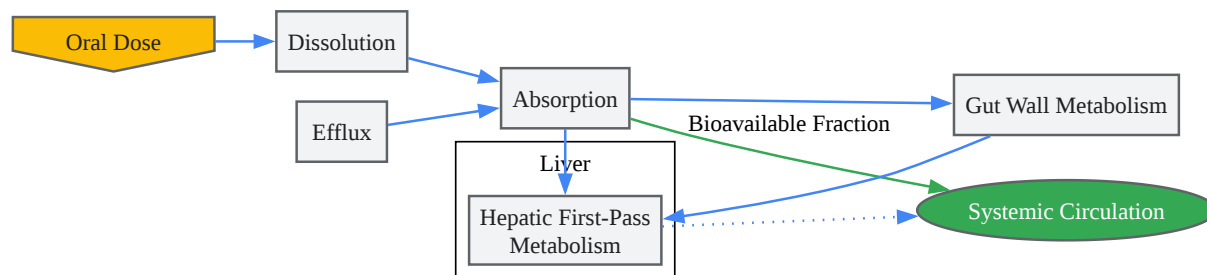 Oral Dose
Dissolution
Efflux
Absorption
Gut Wall Metabolism
Bioavailable Fraction
Liver
Hepatic First-Pass
Metabolism
Systemic Circulation